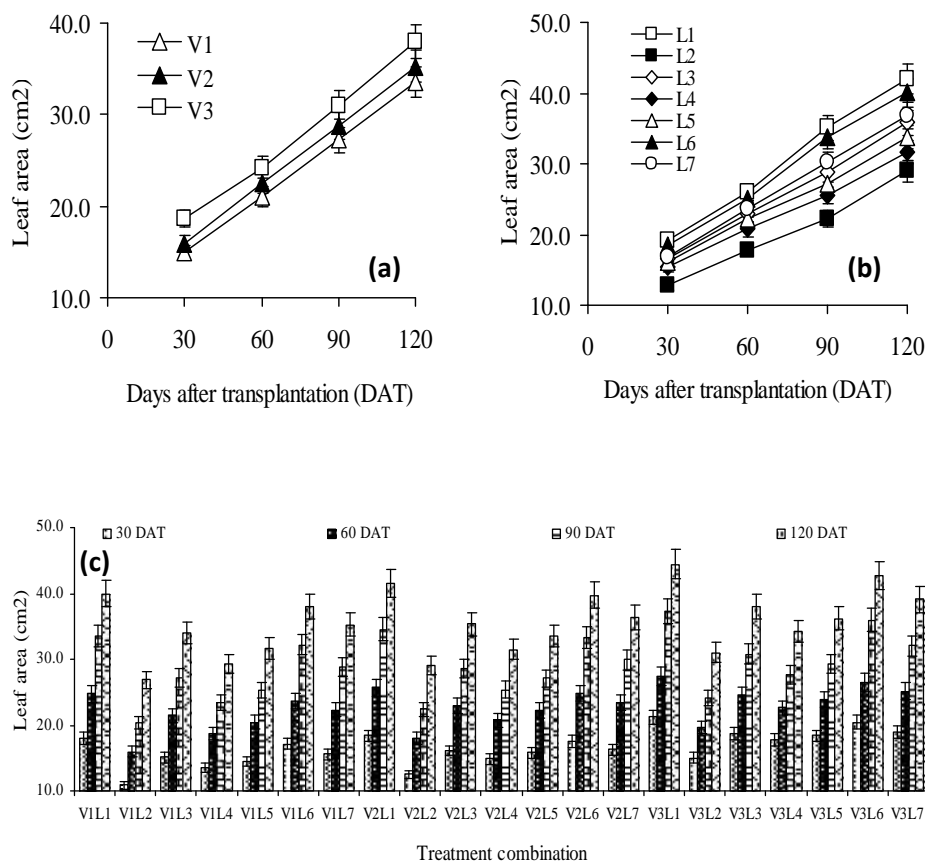 40.0
30.0
20.0
10.0
Leaf area (cm2)
V1
V2
V3
(a)
0 30 60 90 120
Days after transplantation (DAT)
50.0
40.0
30.0
20.0
10.0
Leaf area (cm2)
L1
L2
L3
L4
L5
L6
L7
(b)
0 30 60 90 120
Days after transplantation (DAT)
50.0
40.0
30.0
20.0
10.0
Leaf area (cm2)
30 DAT 60 DAT 90 DAT 120 DAT
(c)
V1L1 V1L2 V1L3 V1L4 V1L5 V1L6 V1L7 V2L1 V2L2 V2L3 V2L4 V2L5 V2L6 V2L7 V3L1 V3L2 V3L3 V3L4 V3L5 V3L6 V3L7
Treatment combination